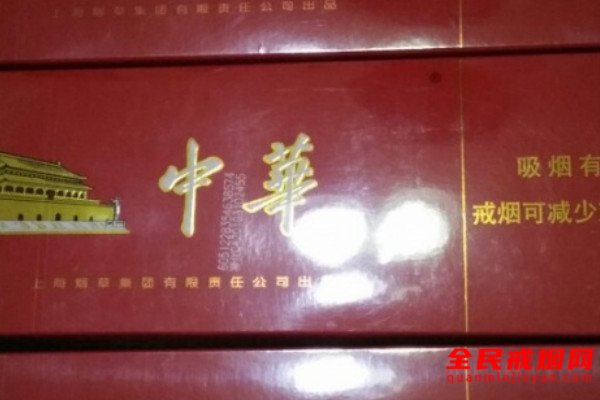 上海烟草集团有限责任公司出品
中華
吸烟有
戒烟可减少
上海烟草集团有限责任公司出品
全民戒烟网
quanminjieyan.com